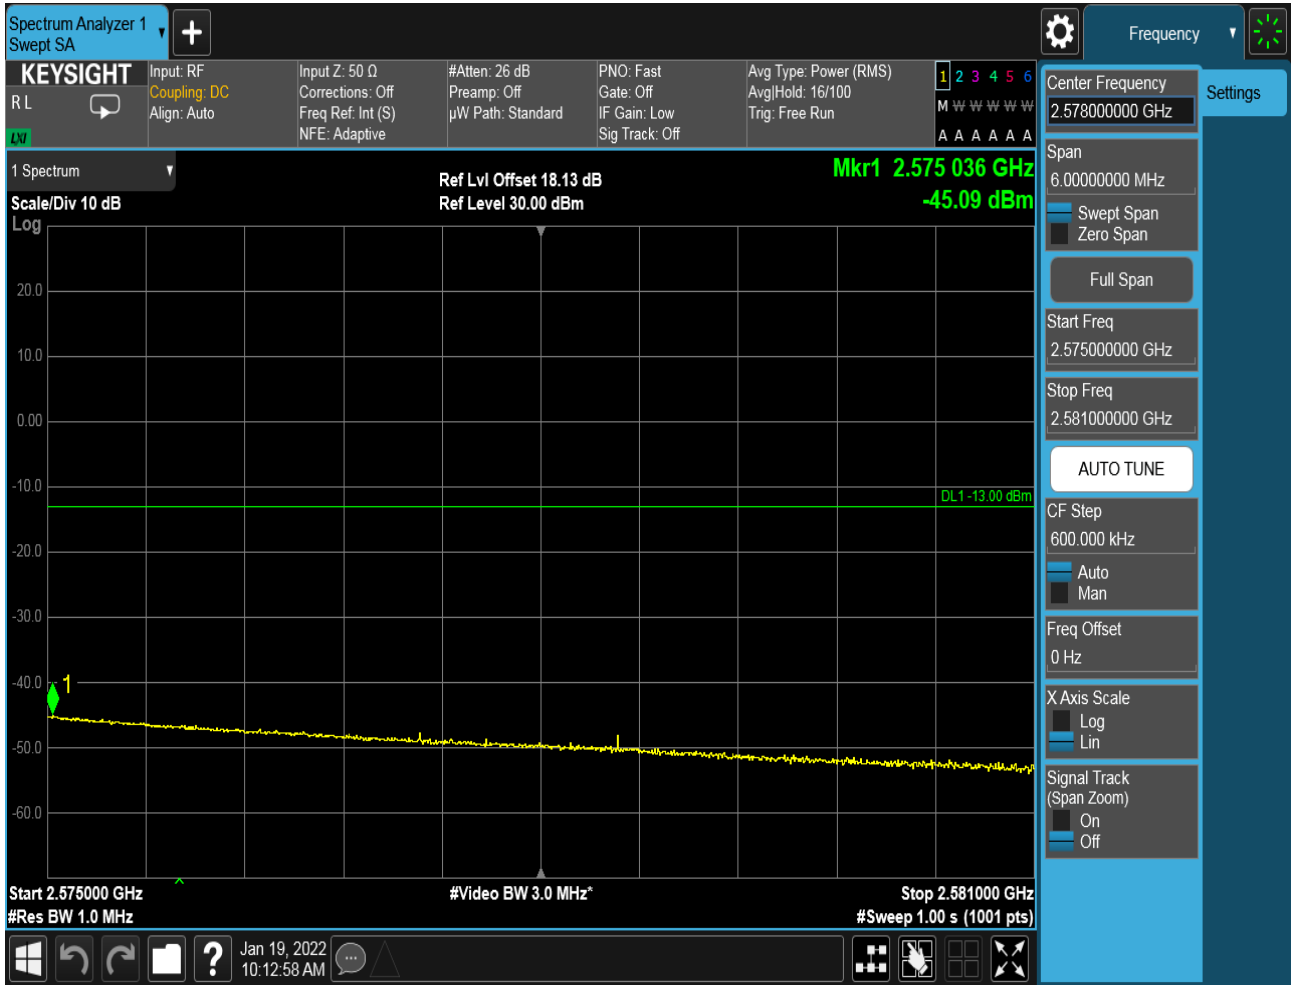 Spectrum Analyzer 1
Swept SA
Frequency
KEYSIGHT
R L
LXI
Input: RF
Coupling: DC
Align: Auto
Input Z: 50 Ω
Corrections: Off
Freq Ref: Int (S)
NFE: Adaptive
#Atten: 26 dB
Preamp: Off
µW Path: Standard
PNO: Fast
Gate: Off
IF Gain: Low
Sig Track: Off
Avg Type: Power (RMS)
Avg|Hold: 16/100
Trig: Free Run
1 2 3 4 5 6
M W W W W W
A A A A A A
1 Spectrum
Scale/Div 10 dB
Log
Ref Lvl Offset 18.13 dB
Ref Level 30.00 dBm
Mkr1 2.575 036 GHz
-45.09 dBm
20.0
10.0
0.00
-10.0
DL1 -13.00 dBm
-20.0
-30.0
-40.0
1
-50.0
-60.0
Start 2.575000 GHz
#Res BW 1.0 MHz
#Video BW 3.0 MHz*
Stop 2.581000 GHz
#Sweep 1.00 s (1001 pts)
Jan 19, 2022
10:12:58 AM
Center Frequency
2.578000000 GHz
Span
6.00000000 MHz
Swept Span
Zero Span
Full Span
Start Freq
2.575000000 GHz
Stop Freq
2.581000000 GHz
AUTO TUNE
CF Step
600.000 kHz
Auto
Man
Freq Offset
0 Hz
X Axis Scale
Log
Lin
Signal Track
(Span Zoom)
On
Off
Settings